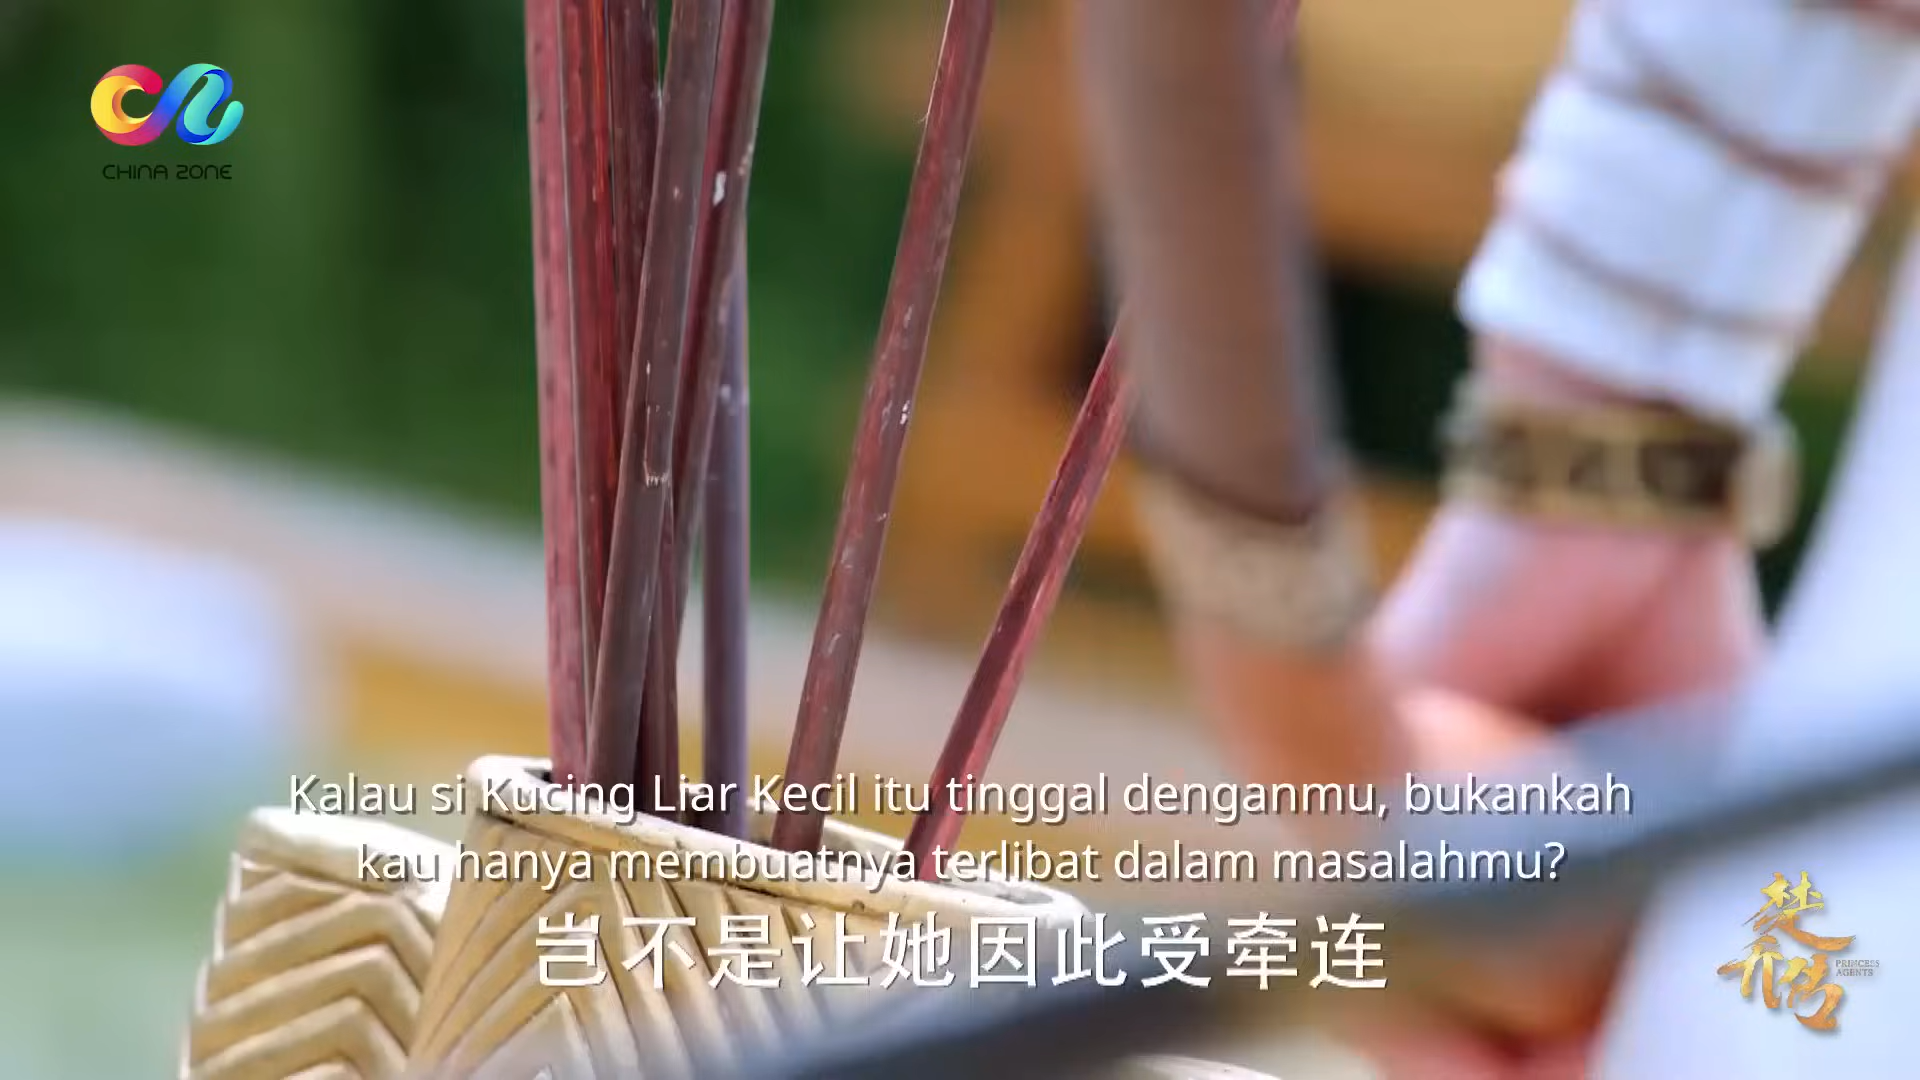 CHINA ZONE
Kalau si Kucing Liar Kecil itu tinggal denganmu, bukankah
kau hanya membuatnya terlibat dalam masalahmu?
岂不是让她因此受牵连
楚乔传
PRINCESS
AGENTS